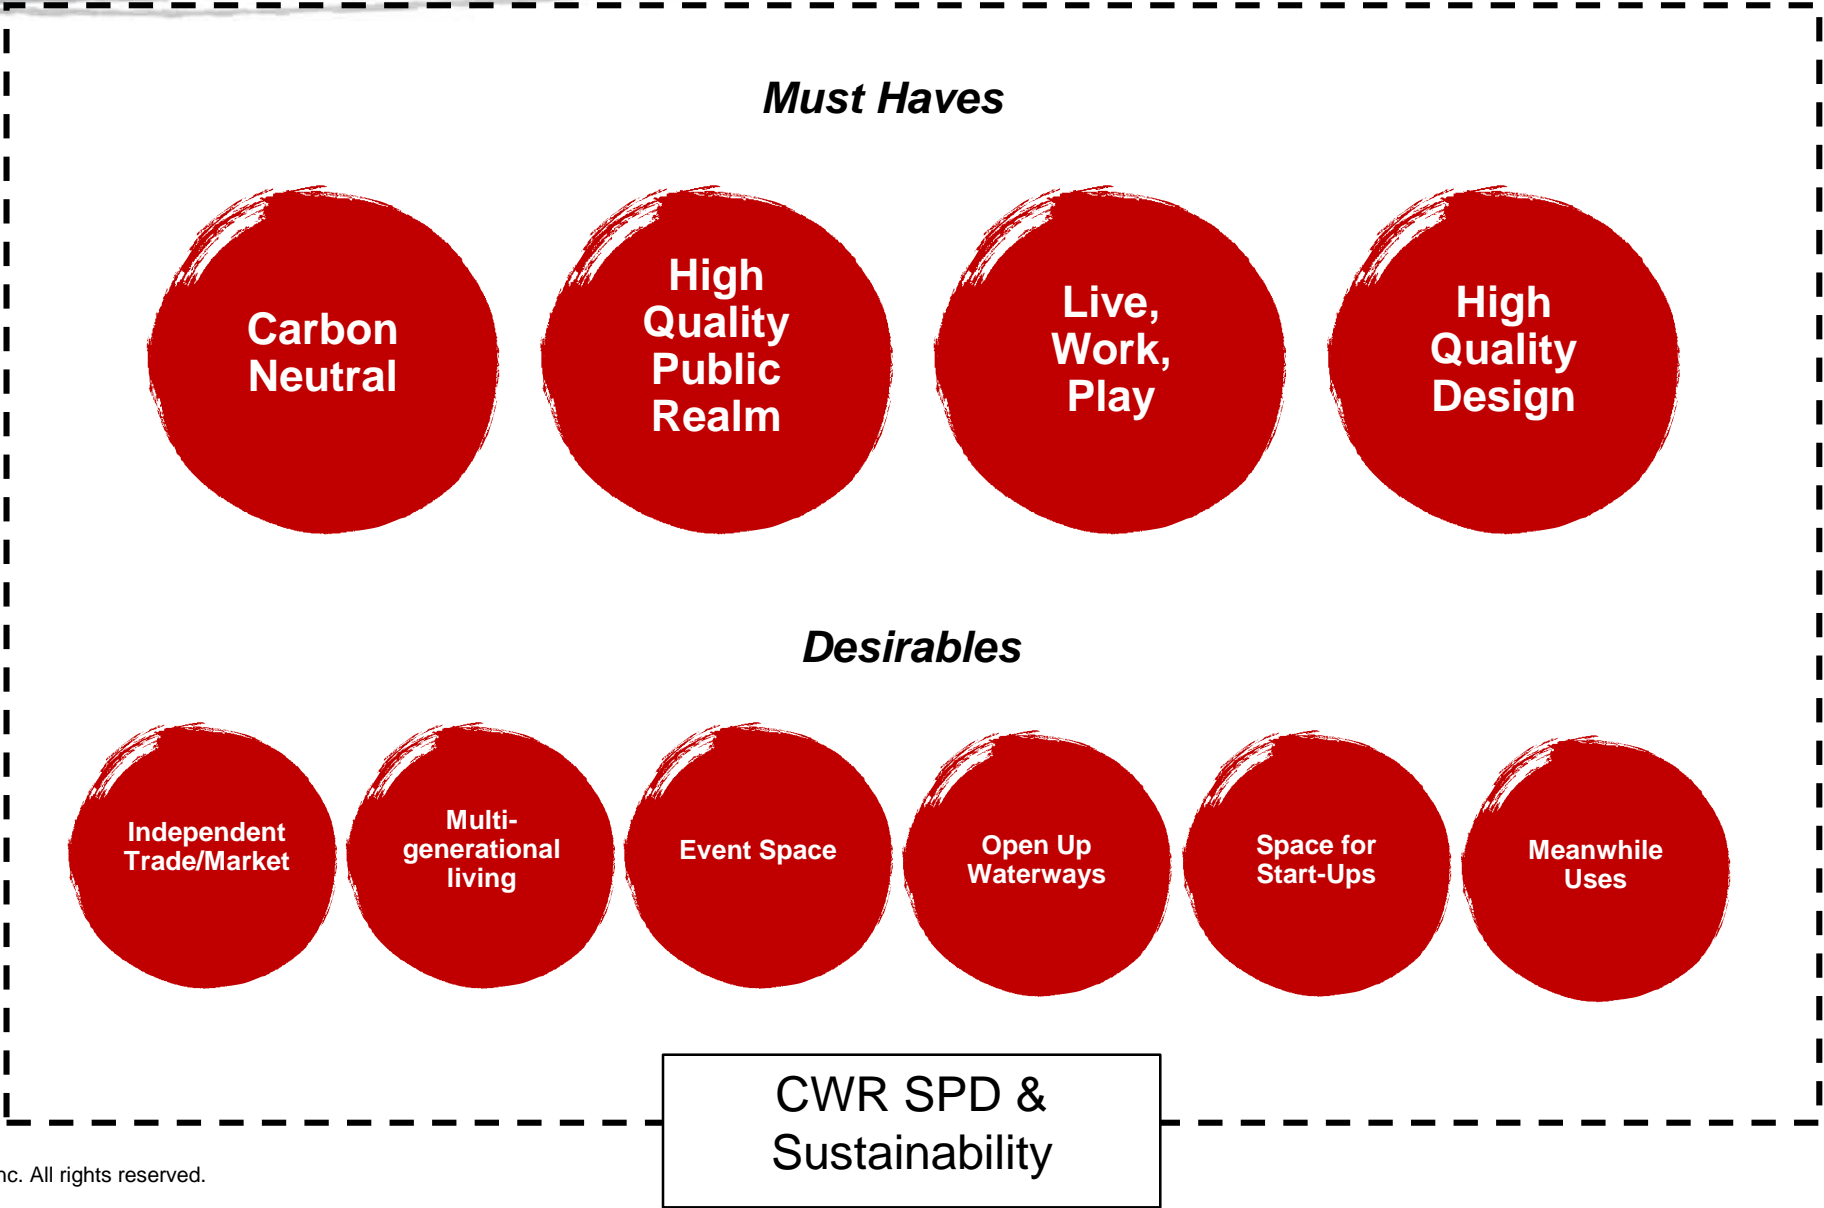 Must Haves
Carbon
Neutral
High
Quality
Public
Realm
Live,
Work,
Play
High
Quality
Design
Desirables
Independent
Trade/Market
Multi-
generational
living
Event Space
Open Up
Waterways
Space for
Start-Ups
Meanwhile
Uses
CWR SPD &
Sustainability
nc. All rights reserved.